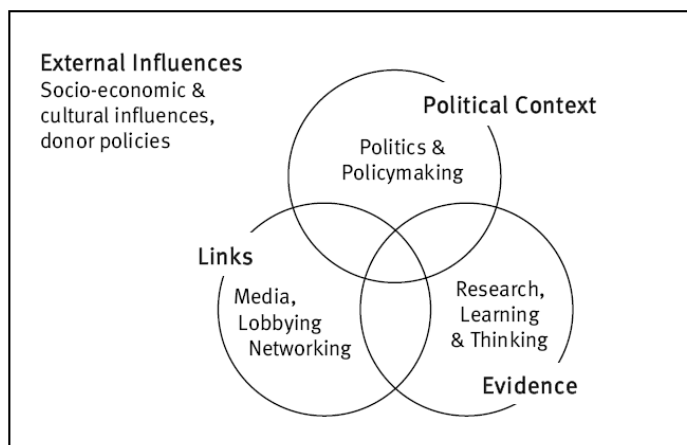 External Influences
Socio-economic &
cultural influences,
donor policies
Political Context
Politics &
Policymaking
Links
Media,
Lobbying
Networking
Research,
Learning
& Thinking
Evidence